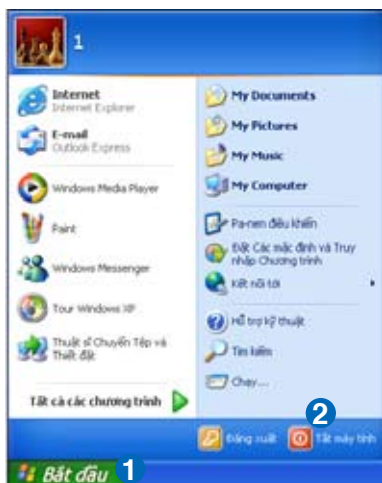 1
Internet
Internet Explorer
E-mail
Outlook Express
Windows Media Player
Paint
Windows Messenger
Tour Windows XP
Thuật sĩ Chuyển Tệp và
Thiết đặt
Tất cả các chương trình
My Documents
My Pictures
My Music
My Computer
Pa-nen điều khiển
Đặt Các mặc định và Truy
nhập Chương trình
Kết nối tới
Hỗ trợ kỹ thuật
Tìm kiếm
Chạy...
2
Đăng xuất
Tắt máy tính
Bắt đầu
1